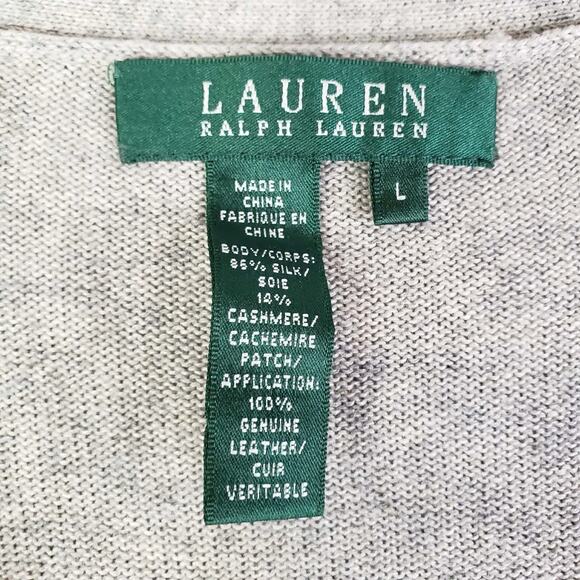 LAUREN
RALPH LAUREN
L
MADE IN
CHINA
FABRIQUE EN
CHINE
BODY/CORPS:
86% SILK/
SOIE
14%
CASHMERE/
CACHEMIRE
PATCH/
APPLICATION:
100%
GENUINE
LEATHER/
CUIR
VERITABLE